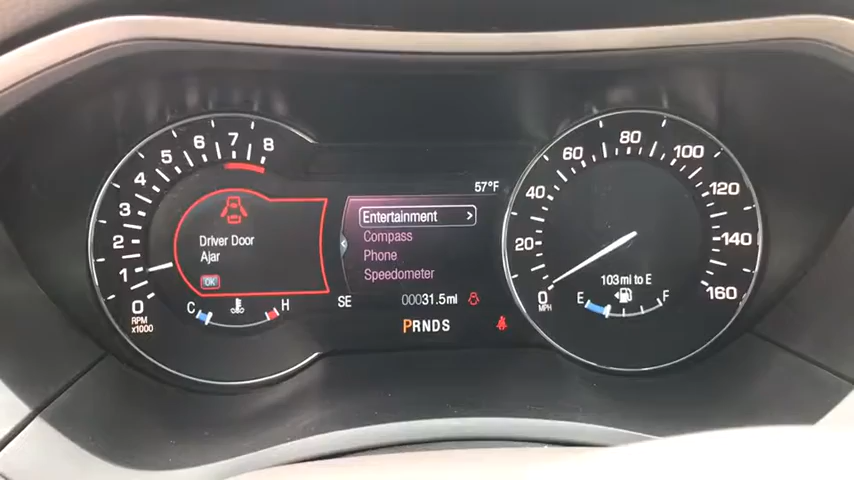 0 1 2 3 4 5 6 7 8
RPM
x1000
Driver Door
Ajar
OK
C H
57°F
Entertainment >
Compass
Phone
Speedometer
SE 00031.5mi
PRNDS
0 20 40 60 80 100 120 140 160
MPH
103mi to E
E F